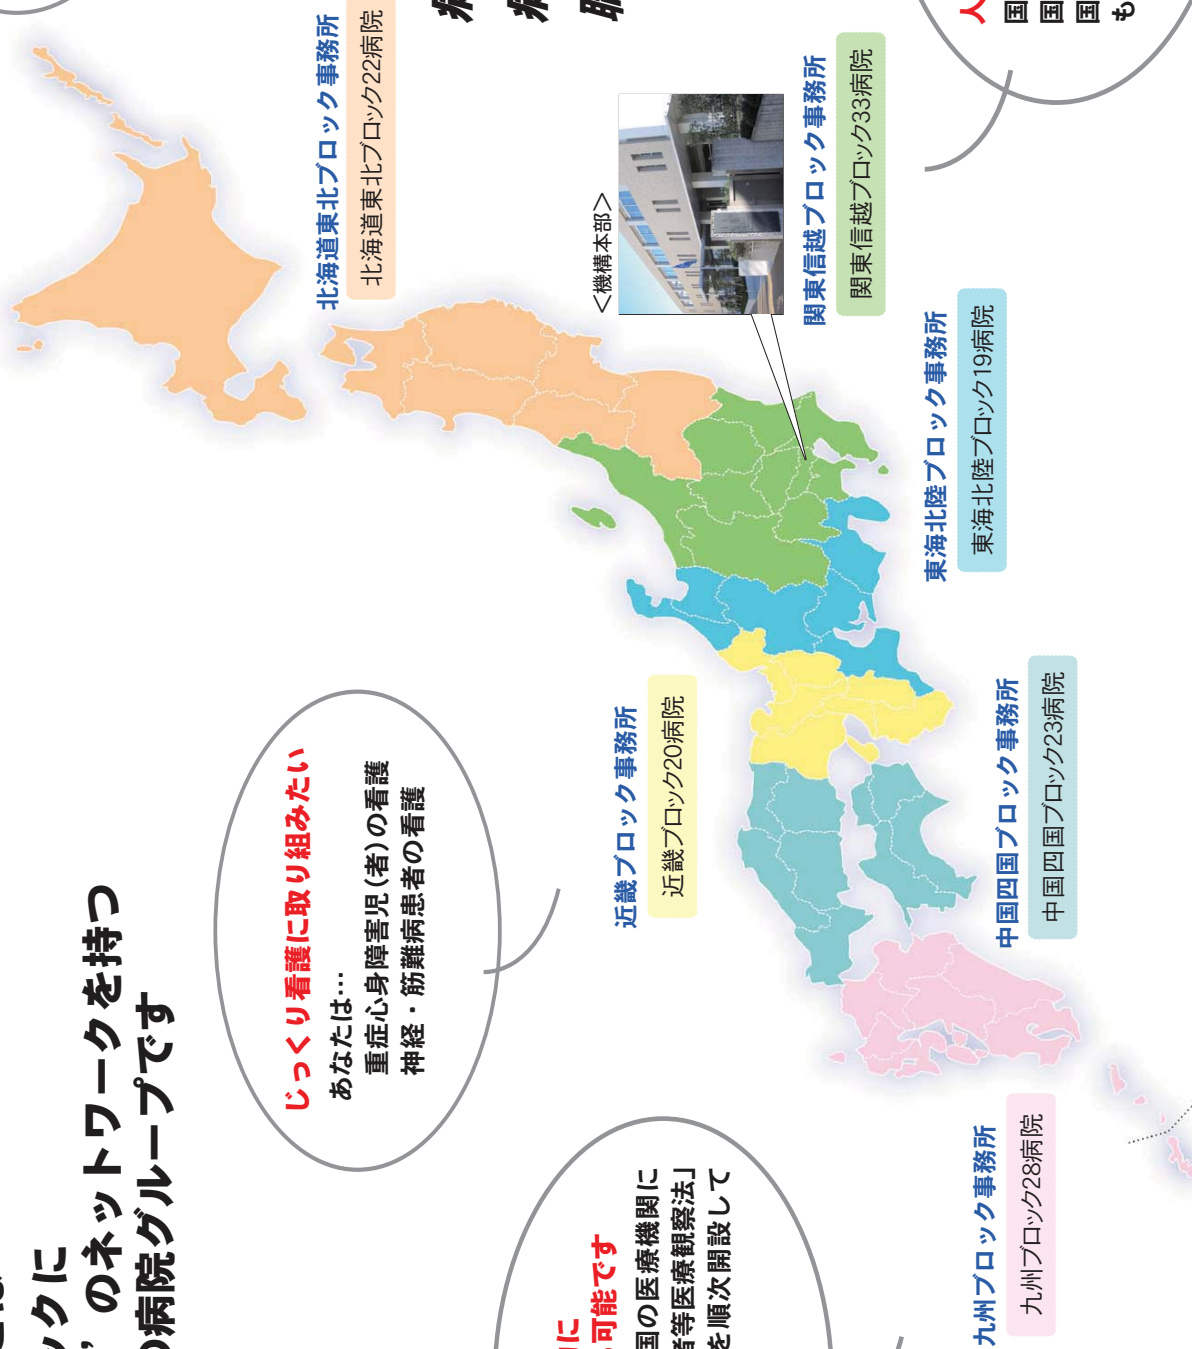 ックに
のネットワークを持つ
の病院グループです
じっくり看護に取り組みたい
あなたは…
重症心身障害児（者）の看護
神経・筋難病患者の看護
可能です
国の医療機関に
者等医療観察法」
を順次開設して
北海道東北ブロック事務所
北海道東北ブロック22病院
＜機構本部＞
関東信越ブロック事務所
関東信越ブロック33病院
東海北陸ブロック事務所
東海北陸ブロック19病院
近畿ブロック事務所
近畿ブロック20病院
中国四国ブロック事務所
中国四国ブロック23病院
九州ブロック事務所
九州ブロック28病院
国
国
国
も